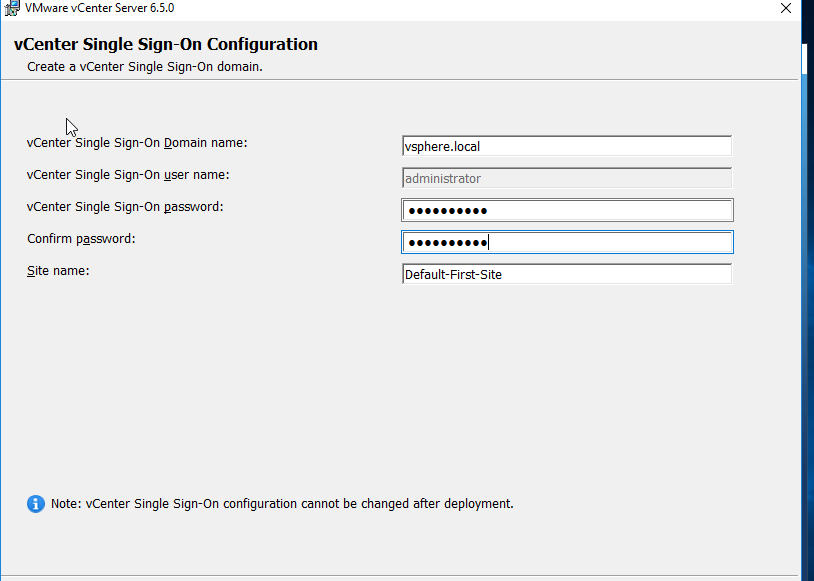 VMware vCenter Server 6.5.0
vCenter Single Sign-On Configuration
Create a vCenter Single Sign-On domain.
vCenter Single Sign-On Domain name: vsphere.local
vCenter Single Sign-On user name: administrator
vCenter Single Sign-On password: ●●●●●●●●●●
Confirm password: ●●●●●●●●●●
Site name: Default-First-Site
Note: vCenter Single Sign-On configuration cannot be changed after deployment.